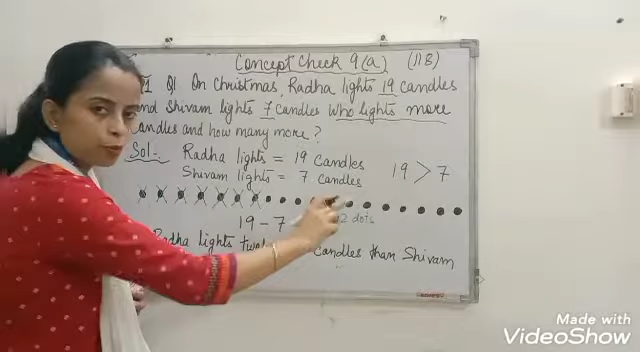 Concept Check 9(a) (118)
Q1 On Christmas, Radha lights 19 candles
and Shivam lights 7 candles Who lights more
candles and how many more?
Sol:- Radha lights = 19 Candles
Shivam lights = 7 candles
19 > 7
19 - 7 12 dots
Radha lights candles than Shivam
Made with
VideoShow